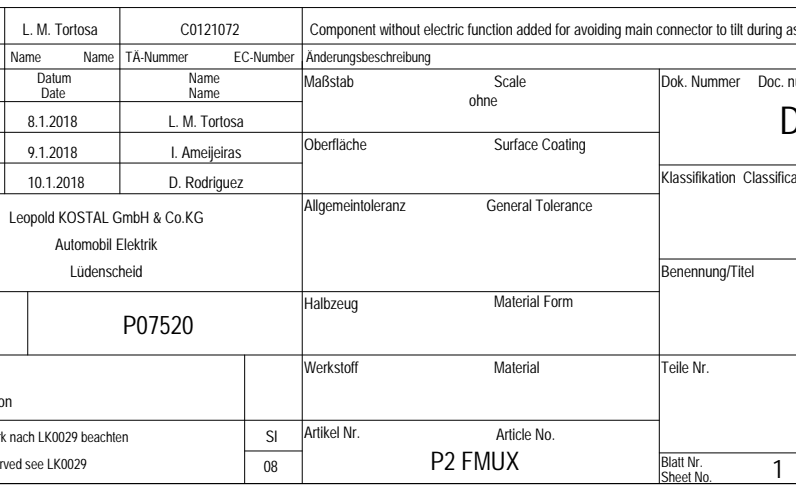 L. M. Tortosa C0121072 Component without electric function added for avoiding main connector to tilt during
Name Name TÄ-Nummer EC-Number Änderungsbeschreibung
Datum Name Maßstab Scale Dok. Nummer Doc.
Date Name ohne
8.1.2018 L. M. Tortosa
9.1.2018 I. Ameijeiras Oberfläche Surface Coating
10.1.2018 D. Rodriguez Klassifikation
Allgemeintoleranz General Tolerance
Leopold KOSTAL GmbH & Co.KG
Automobil Elektrik
Lüdenscheid Benennung/Titel
Halbzeug Material Form
P07520
Werkstoff Material Teile Nr.
nach LK0029 beachten SI Artikel Nr. Article No.
see LK0029 08 P2 FMUX Blatt Nr. 1
Sheet No.